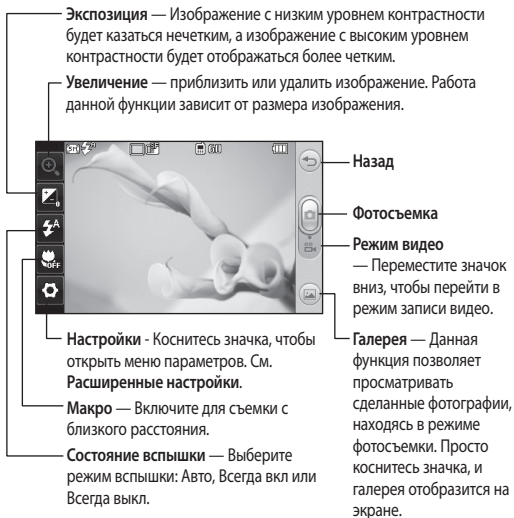 Экспозиция — Изображение с низким уровнем контрастности
будет казаться нечетким, а изображение с высоким уровнем
контрастности будет отображаться более четким.
Увеличение — приблизить или удалить изображение. Работа
данной функции зависит от размера изображения.
Назад
Фотосъемка
Режим видео
— Переместите значок
вниз, чтобы перейти в
режим записи видео.
Галерея — Данная
функция позволяет
просматривать
сделанные фотографии,
находясь в режиме
фотосъемки. Просто
коснитесь значка, и
галерея отобразится на
экране.
Настройки - Коснитесь значка, чтобы
открыть меню параметров. См.
Расширенные настройки.
Макро — Включите для съемки с
близкого расстояния.
Состояние вспышки — Выберите
режим вспышки: Авто, Всегда вкл или
Всегда выкл.
OFF